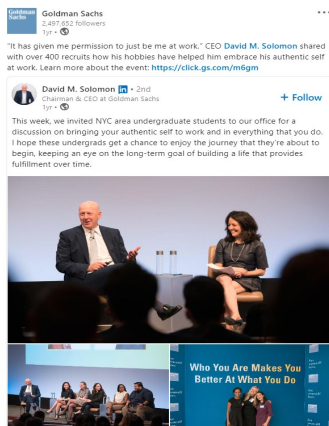 Goldman
Sachs
Goldman Sachs
2,497,652 followers
1yr •
"It has given me permission to just be me at work." CEO David M. Solomon shared
with over 400 recruits how his hobbies have helped him embrace his authentic self
at work. Learn more about the event: https://click.gs.com/m6gm
David M. Solomon in • 2nd
Chairman & CEO at Goldman Sachs
1yr •
+ Follow
This week, we invited NYC area undergraduate students to our office for a
discussion on bringing your authentic self to work and in everything that you do.
I hope these undergrads get a chance to enjoy the journey that they're about to
begin, keeping an eye on the long-term goal of building a life that provides
fulfillment over time.
Who You Are Makes You
Better At What You Do